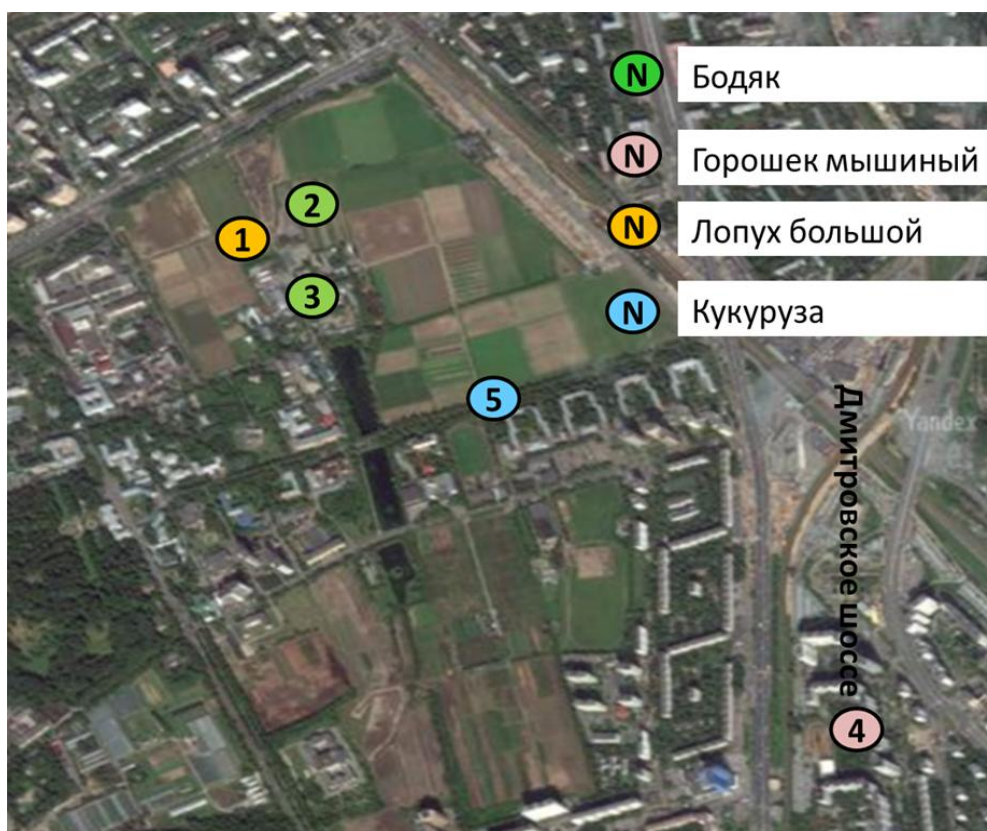 N Бодяк
N Горошек мышиный
2
1
N Лопух большой
3
N Кукуруза
5
Дмитровское шоссе
Yandex
4